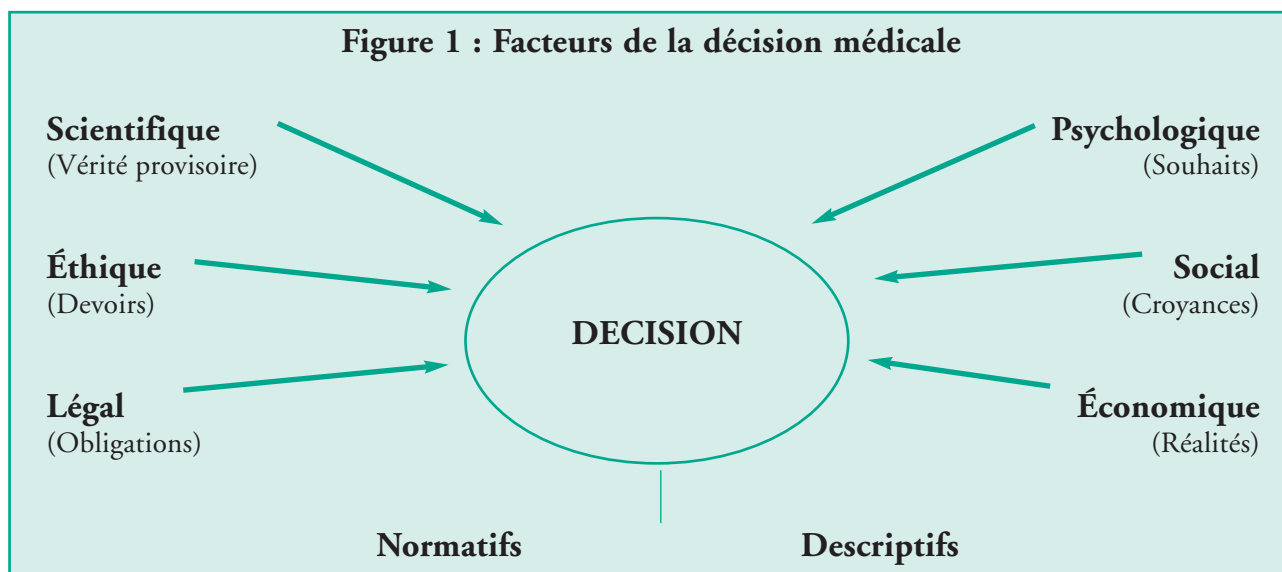 Figure 1 : Facteurs de la décision médicale
Scientifique
(Vérité provisoire)
Psychologique
(Souhaits)
Éthique
(Devoirs)
Social
(Croyances)
DECISION
Légal
(Obligations)
Économique
(Réalités)
Normatifs
Descriptifs